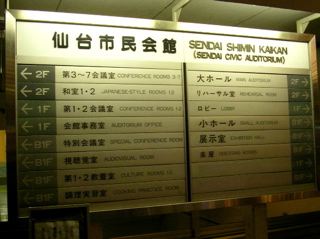 仙台市民会館 SENDAI SHIMIN KAIKAN
(SENDAI CIVIC AUDITORIUM)
← 2F 第3〜7会議室 CONFERENCE ROOMS 3-7
← 2F 和室1・2 JAPANESE-STYLE ROOMS 1·2
← 1F 第1・2会議室 CONFERENCE ROOMS 1·2
← 1F 会館事務室 AUDITORIUM OFFICE
← B1F 特別会議室 SPECIAL CONFERENCE ROOM
← B1F 視聴覚室 AUDIOVISUAL ROOM
← B1F 第1・2教養室 CULTURE ROOMS 1·2
← B1F 調理実習室 COOKING PRACTICE ROOM
大ホール MAIN AUDITORIUM
リハーサル室 REHEARSAL ROOM
ロビー LOBBY
小ホール SMALL AUDITORIUM
展示室 EXHIBITION HALL
楽屋 DRESSING ROOMS